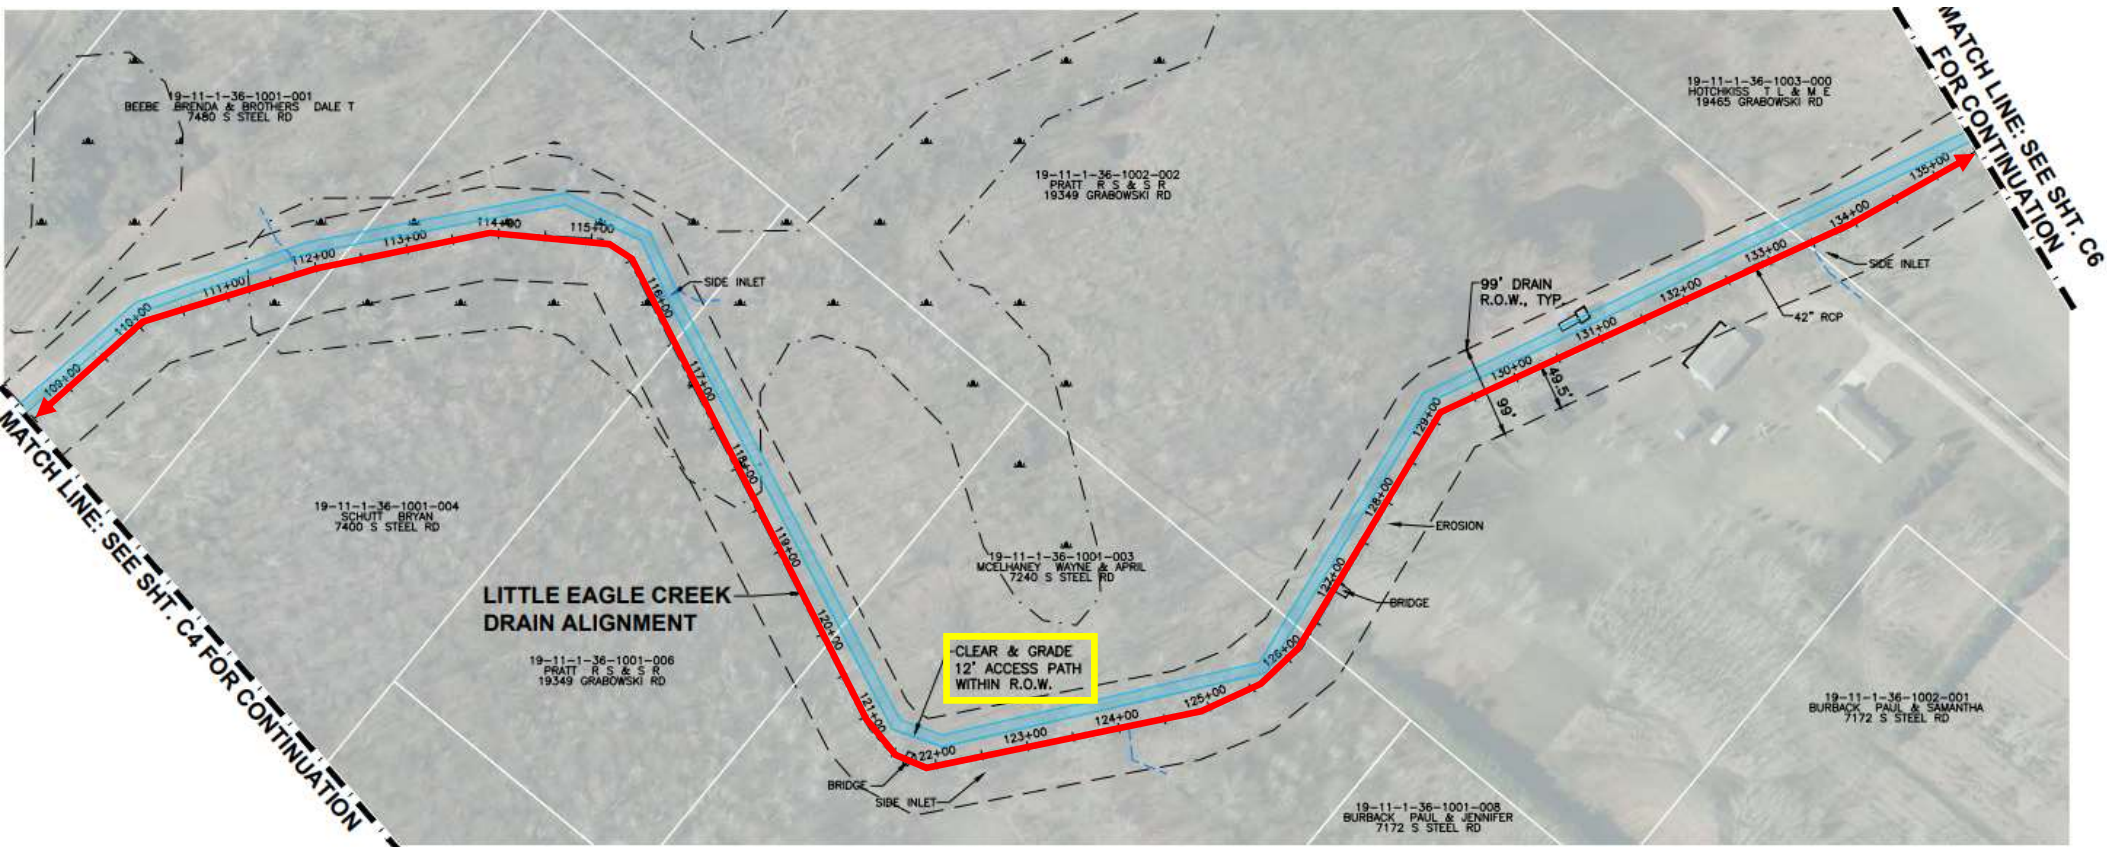 19-11-1-36-1001-001
BEEBE BRENDA & BROTHERS DALE T
7480 S STEEL RD
19-11-1-36-1002-002
PRATT R S & S R
19349 GRABOWSKI RD
19-11-1-36-1003-000
HOTCHKISS T L & M E
19465 GRABOWSKI RD
MATCH LINE: SEE SHT. C6
FOR CONTINUATION
109+00
110+00
111+00
112+00
113+00
114+00
115+00
116+00
117+00
118+00
119+00
120+00
121+00
122+00
123+00
124+00
125+00
126+00
127+00
128+00
129+00
130+00
131+00
132+00
133+00
134+00
135+00
SIDE INLET
99' DRAIN
R.O.W., TYP.
SIDE INLET
42" RCP
49.5'
99'
MATCH LINE: SEE SHT. C4 FOR CONTINUATION
19-11-1-36-1001-004
SCHUTT BRYAN
7400 S STEEL RD
EROSION
19-11-1-36-1001-003
MCELHANEY WAYNE & APRIL
7240 S STEEL RD
LITTLE EAGLE CREEK
DRAIN ALIGNMENT
BRIDGE
CLEAR & GRADE
12' ACCESS PATH
WITHIN R.O.W.
19-11-1-36-1001-006
PRATT R S & S R
19349 GRABOWSKI RD
19-11-1-36-1002-001
BURBACK PAUL & SAMANTHA
7172 S STEEL RD
BRIDGE
SIDE INLET
19-11-1-36-1001-008
BURBACK PAUL & JENNIFER
7172 S STEEL RD